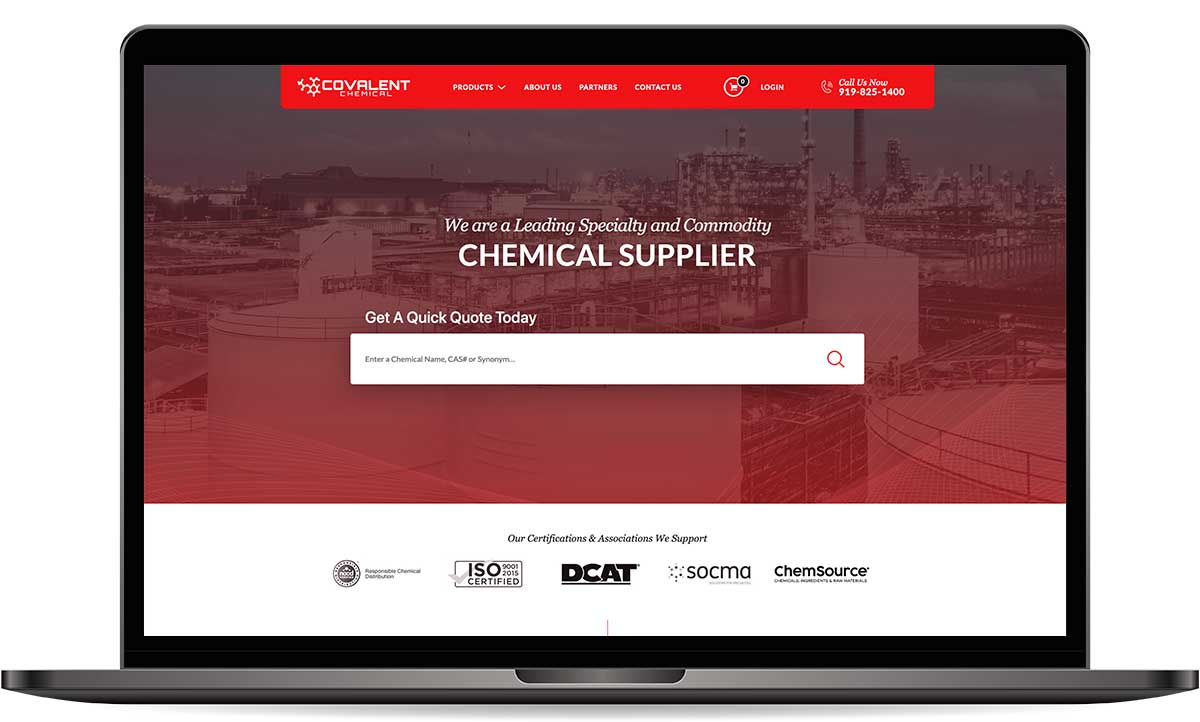 COVALENT
CHEMICAL
PRODUCTS
ABOUT US
PARTNERS
CONTACT US
0
LOGIN
Call Us Now
919-825-1400
We are a Leading Specialty and Commodity
CHEMICAL SUPPLIER
Get A Quick Quote Today
Enter a Chemical Name, CAS# or Synonym...
Our Certifications & Associations We Support
nacd
Responsible Chemical
Distribution
ISO 9001
2015
CERTIFIED
DCAT
socma
ChemSource
CHEMICALS, INGREDIENTS & RAW MATERIALS